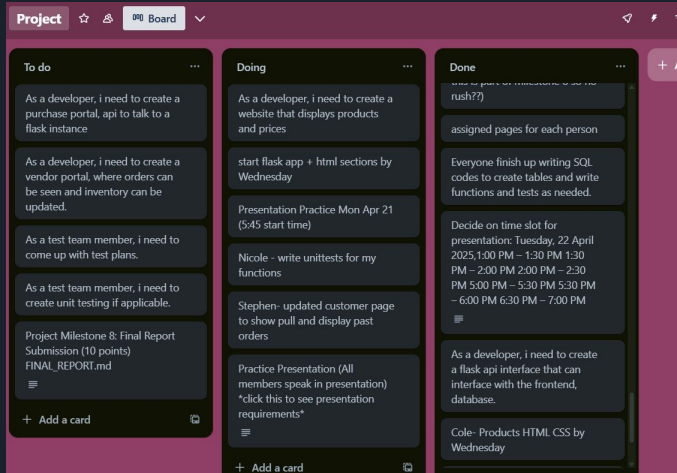 Project
Board
To do
As a developer, i need to create a
purchase portal, api to talk to a
flask instance
As a developer, i need to create a
vendor portal, where orders can
be seen and inventory can be
updated.
As a test team member, i need to
come up with test plans.
As a test team member, i need to
create unit testing if applicable.
Project Milestone 8: Final Report
Submission (10 points)
FINAL_REPORT.md
+ Add a card
Doing
As a developer, i need to create a
website that displays products
and prices
start flask app + html sections by
Wednesday
Presentation Practice Mon Apr 21
(5:45 start time)
Nicole - write unittests for my
functions
Stephen- updated customer page
to show pull and display past
orders
Practice Presentation (All
members speak in presentation)
*click this to see presentation
requirements*
+ Add a card
Done
rush??)
assigned pages for each person
Everyone finish up writing SQL
codes to create tables and write
functions and tests as needed.
Decide on time slot for
presentation: Tuesday, 22 April
2025,1:00 PM – 1:30 PM 1:30
PM – 2:00 PM 2:00 PM – 2:30
PM 5:00 PM – 5:30 PM 5:30 PM
– 6:00 PM 6:30 PM – 7:00 PM
As a developer, i need to create
a flask api interface that can
interface with the frontend,
database.
Cole- Products HTML CSS by
Wednesday